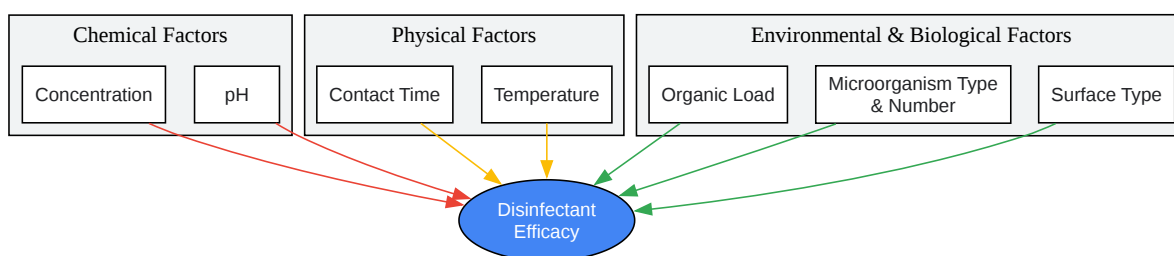 Chemical Factors
Concentration
pH
Physical Factors
Contact Time
Temperature
Environmental & Biological Factors
Organic Load
Microorganism Type
& Number
Surface Type
Disinfectant
Efficacy